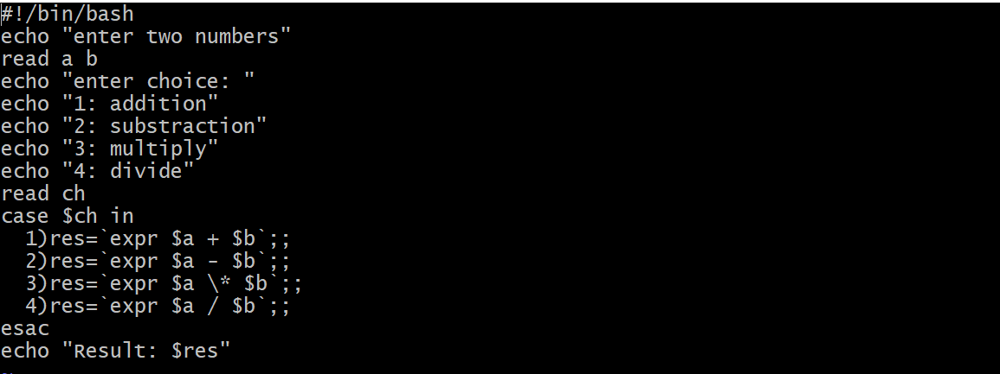 #!/bin/bash
echo "enter two numbers"
read a b
echo "enter choice: "
echo "1: addition"
echo "2: substraction"
echo "3: multiply"
echo "4: divide"
read ch
case $ch in
  1)res=`expr $a + $b`;;
  2)res=`expr $a - $b`;;
  3)res=`expr $a \* $b`;;
  4)res=`expr $a / $b`;;
esac
echo "Result: $res"